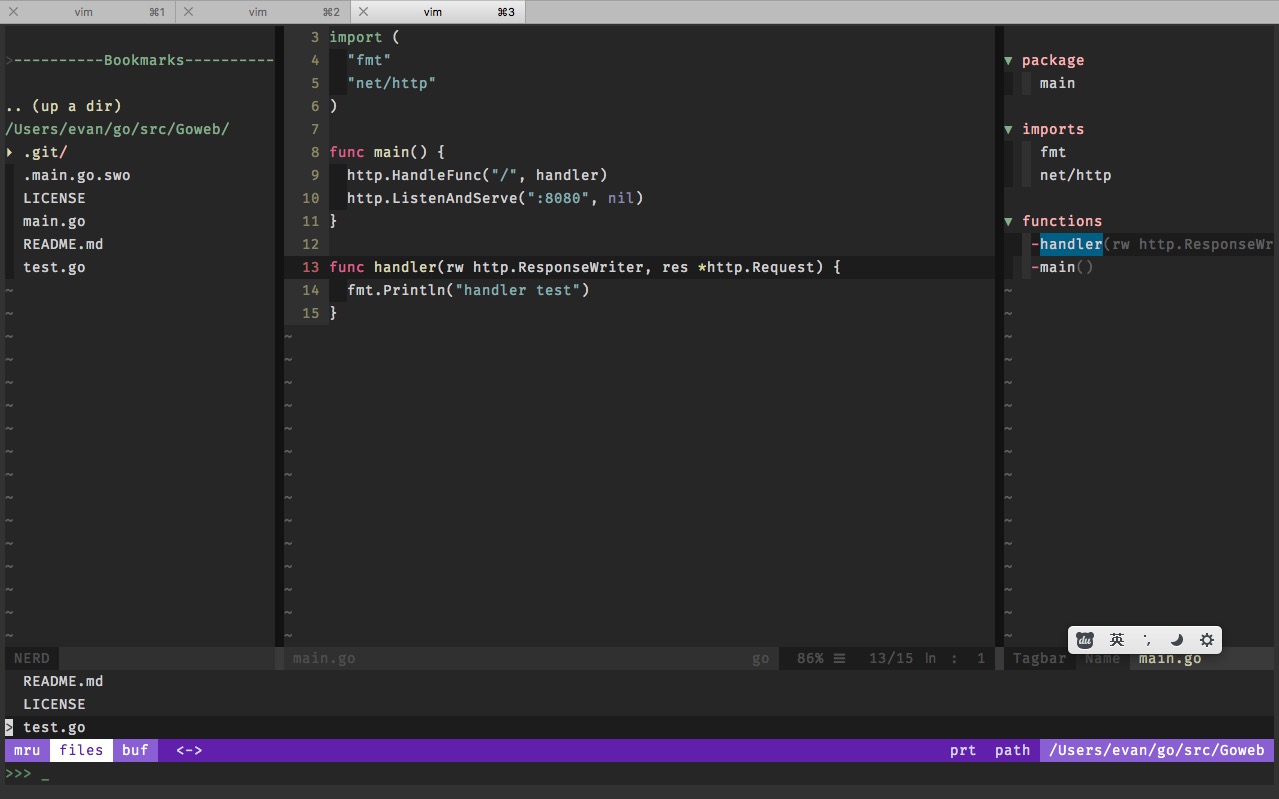 vim ⌘1 vim ⌘2 vim ⌘3
>----------Bookmarks----------
.. (up a dir)
/Users/evan/go/src/Goweb/
▸ .git/
.main.go.swo
LICENSE
main.go
README.md
test.go
3 import (
4 "fmt"
5 "net/http"
6 )
7
8 func main() {
9 http.HandleFunc("/", handler)
10 http.ListenAndServe(":8080", nil)
11 }
12
13 func handler(rw http.ResponseWriter, res *http.Request) {
14 fmt.Println("handler test")
15 }
▼ package
main
▼ imports
fmt
net/http
▼ functions
-handler(rw http.ResponseWr
-main()
du 英
NERD main.go go 86% ☰ 13/15 ln : 1 Tagbar Name main.go
README.md
LICENSE
> test.go
mru files buf <-> prt path /Users/evan/go/src/Goweb
>>> _